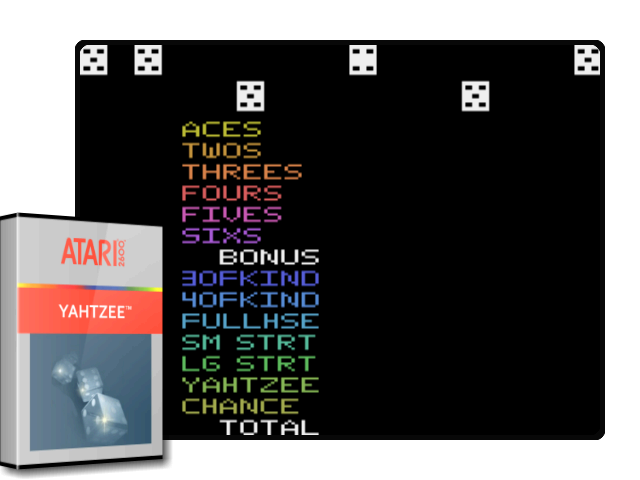 ACES
TWOS
THREES
FOURS
FIVES
SIXS
BONUS
3OFKIND
4OFKIND
FULLHSE
SM STRT
LG STRT
YAHTZEE
CHANCE
TOTAL
ATARI 2600
YAHTZEE™